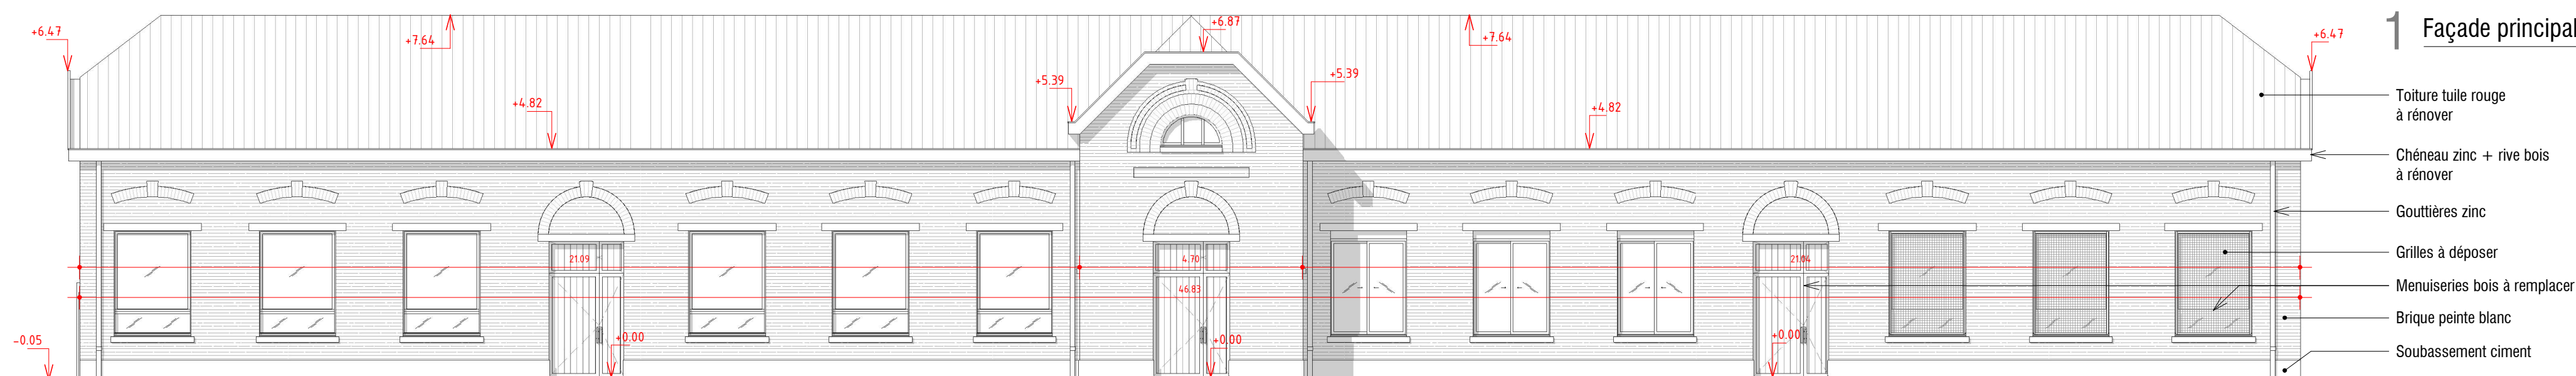 +6.47
+7.64
+4.82
+5.39
+6.87
+5.39
+7.64
+4.82
+6.47
1 Façade principal
Toiture tuile rouge
à rénover
Chéneau zinc + rive bois
à rénover
Gouttières zinc
Grilles à déposer
Menuiseries bois à remplacer
Brique peinte blanc
Soubassement ciment
21.09
4.70
21.04
46.83
-0.05
+0.00
+0.00
+0.00